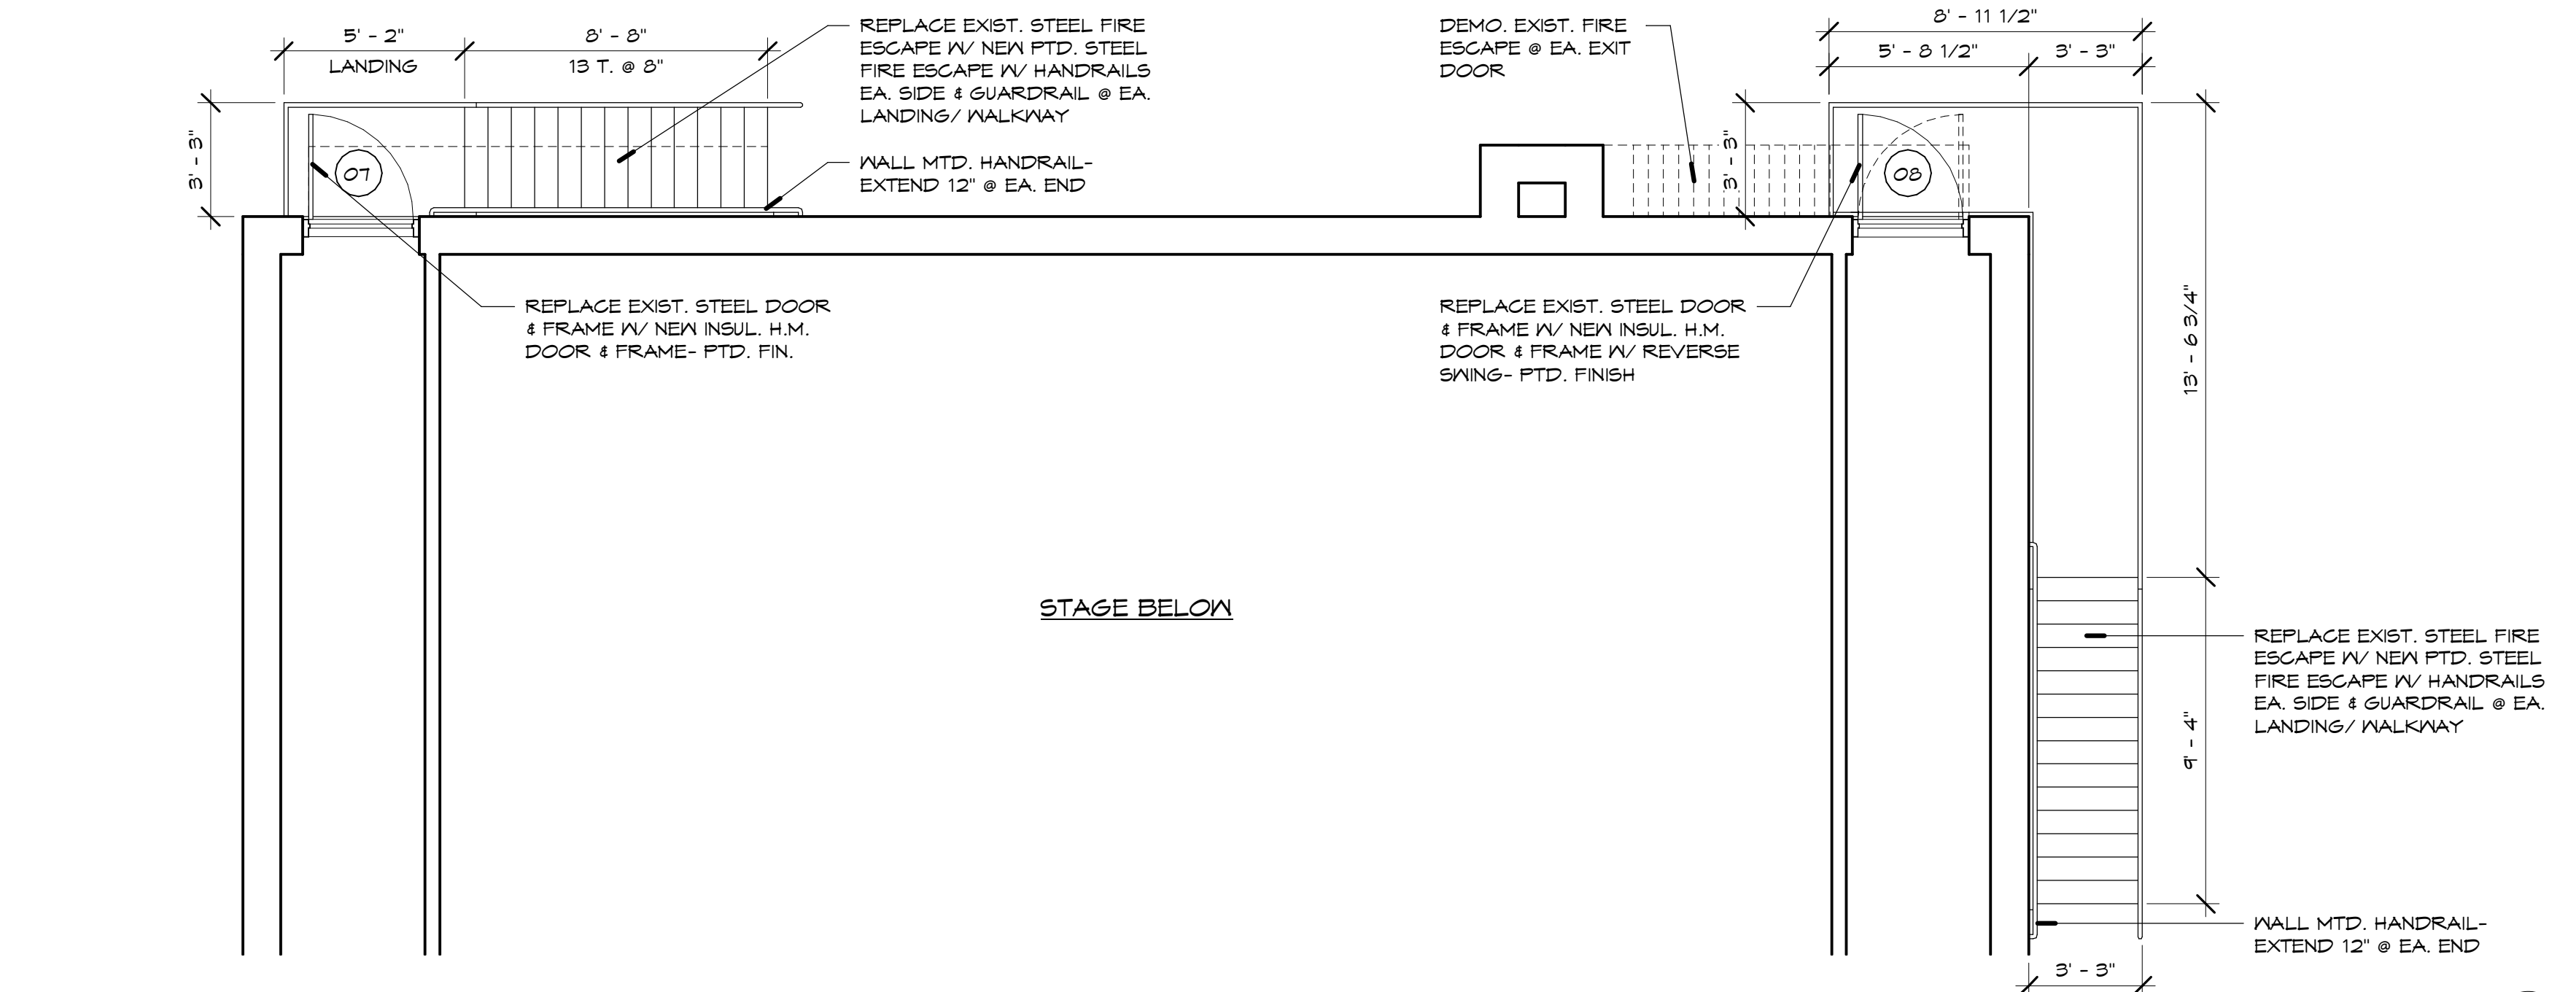 5' - 2"
LANDING
8' - 8"
13 T. @ 8"
3' - 3"
07
REPLACE EXIST. STEEL FIRE
ESCAPE W/ NEW PTD. STEEL
FIRE ESCAPE W/ HANDRAILS
EA. SIDE & GUARDRAIL @ EA.
LANDING/ WALKWAY
WALL MTD. HANDRAIL-
EXTEND 12" @ EA. END
REPLACE EXIST. STEEL DOOR
& FRAME W/ NEW INSUL. H.M.
DOOR & FRAME- PTD. FIN.
DEMO. EXIST. FIRE
ESCAPE @ EA. EXIT
DOOR
8' - 11 1/2"
5' - 8 1/2"
3' - 3"
3' - 3"
08
REPLACE EXIST. STEEL DOOR
& FRAME W/ NEW INSUL. H.M.
DOOR & FRAME W/ REVERSE
SWING- PTD. FINISH
13' - 6 3/4"
STAGE BELOW
9' - 4"
REPLACE EXIST. STEEL FIRE
ESCAPE W/ NEW PTD. STEEL
FIRE ESCAPE W/ HANDRAILS
EA. SIDE & GUARDRAIL @ EA.
LANDING/ WALKWAY
WALL MTD. HANDRAIL-
EXTEND 12" @ EA. END
3' - 3"